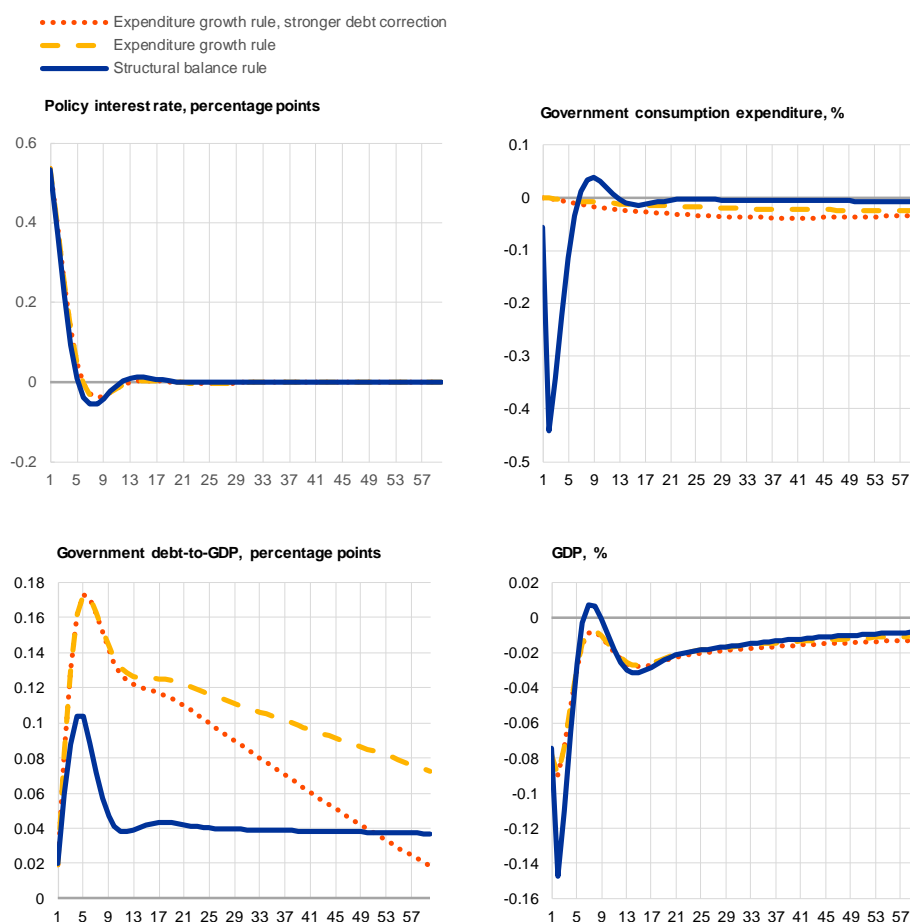 Expenditure growth rule, stronger debt correction
Expenditure growth rule
Structural balance rule
Policy interest rate, percentage points
0.6
0.4
0.2
0
-0.2
1 5 9 13 17 21 25 29 33 37 41 45 49 53 57
Government consumption expenditure, %
0.1
0
-0.1
-0.2
-0.3
-0.4
-0.5
1 5 9 13 17 21 25 29 33 37 41 45 49 53 57
Government debt-to-GDP, percentage points
0.18
0.16
0.14
0.12
0.1
0.08
0.06
0.04
0.02
0
1 5 9 13 17 21 25 29 33 37 41 45 49 53 57
GDP, %
0.02
0
-0.02
-0.04
-0.06
-0.08
-0.1
-0.12
-0.14
-0.16
1 5 9 13 17 21 25 29 33 37 41 45 49 53 57